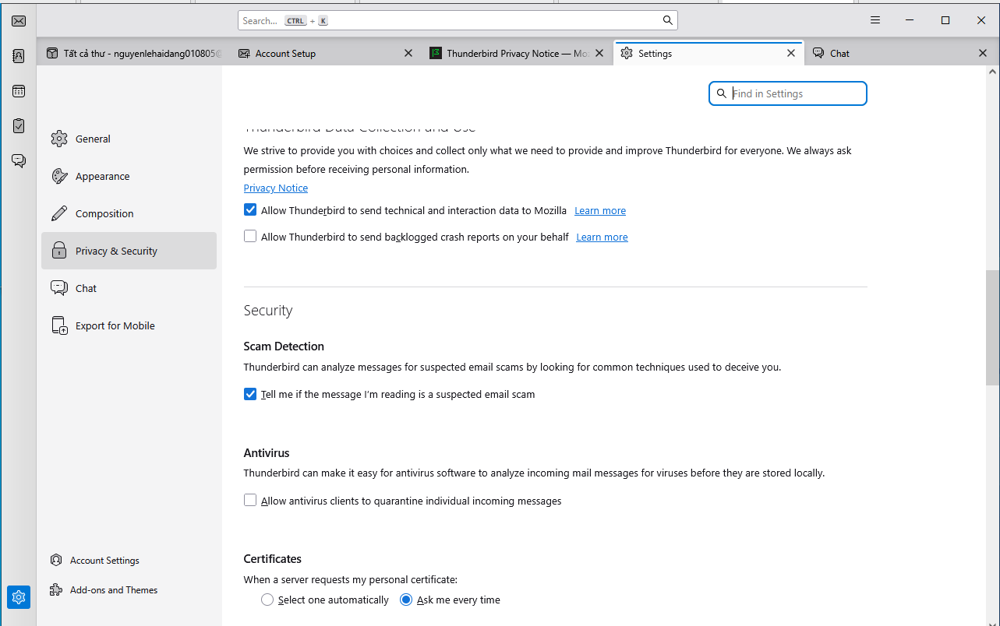 Search... CTRL + K
Tất cả thư - nguyenlehaidang010805@
Account Setup
Thunderbird Privacy Notice — Mo
Settings
Chat
Find in Settings
General
Appearance
Composition
Privacy & Security
Chat
Export for Mobile
Account Settings
Add-ons and Themes
Thunderbird Data Collection and Use
We strive to provide you with choices and collect only what we need to provide and improve Thunderbird for everyone. We always ask
permission before receiving personal information.
Privacy Notice
Allow Thunderbird to send technical and interaction data to Mozilla Learn more
Allow Thunderbird to send backlogged crash reports on your behalf Learn more
Security
Scam Detection
Thunderbird can analyze messages for suspected email scams by looking for common techniques used to deceive you.
Tell me if the message I’m reading is a suspected email scam
Antivirus
Thunderbird can make it easy for antivirus software to analyze incoming mail messages for viruses before they are stored locally.
Allow antivirus clients to quarantine individual incoming messages
Certificates
When a server requests my personal certificate:
Select one automatically Ask me every time